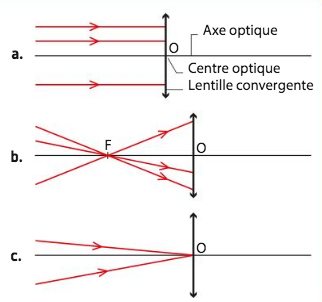 Axe optique
a.
O
Centre optique
Lentille convergente
b.
F
O
c.
O